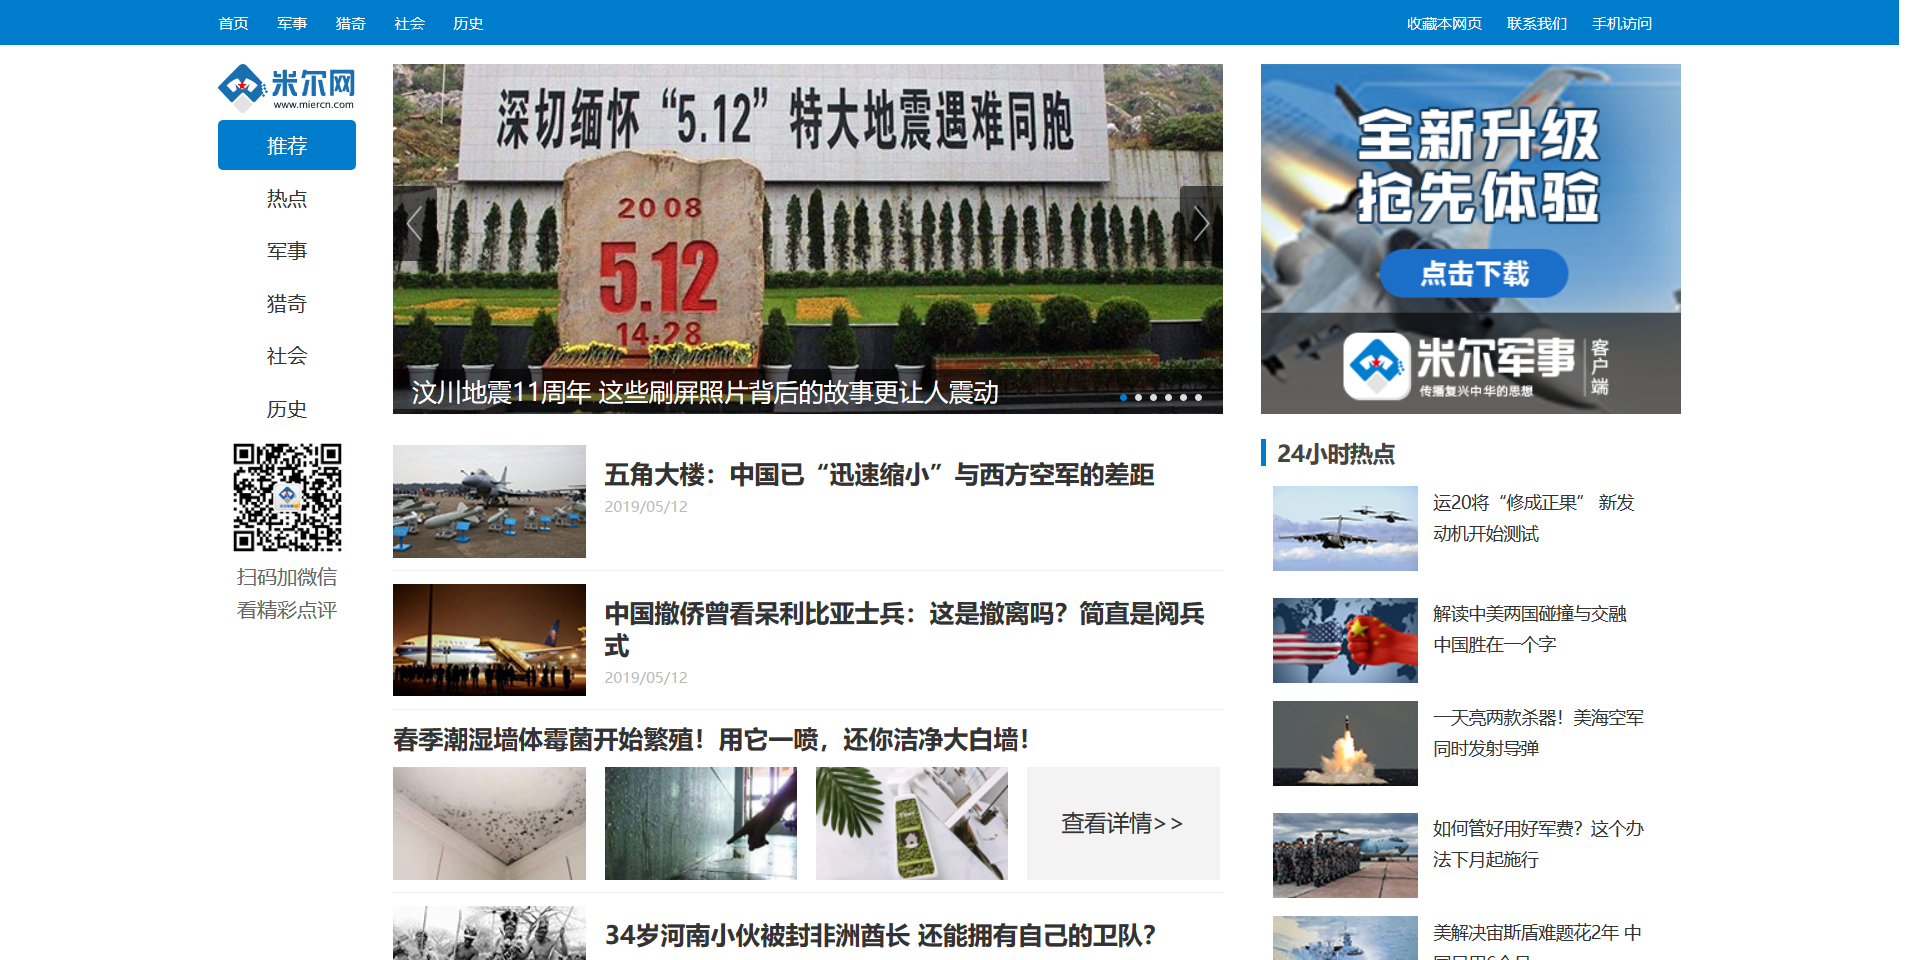 首页 军事 猎奇 社会 历史 收藏本网页 联系我们 手机访问
米尔网
www.miercn.com
推荐
热点
军事
猎奇
社会
历史
扫码加微信
看精彩点评
深切缅怀“5.12”特大地震遇难同胞
2008
5.12
14:28
汶川地震11周年 这些刷屏照片背后的故事更让人震动
五角大楼：中国已“迅速缩小”与西方空军的差距
2019/05/12
中国撤侨曾看呆利比亚士兵：这是撤离吗？简直是阅兵
式
2019/05/12
春季潮湿墙体霉菌开始繁殖！用它一喷，还你洁净大白墙！
查看详情>>
34岁河南小伙被封非洲酋长 还能拥有自己的卫队？
全新升级
抢先体验
点击下载
米尔军事 客户端
传播复兴中华的思想
24小时热点
运20将“修成正果” 新发
动机开始测试
解读中美两国碰撞与交融
中国胜在一个字
一天亮两款杀器！美海空军
同时发射导弹
如何管好用好军费？这个办
法下月起施行
美解决宙斯盾难题花2年 中